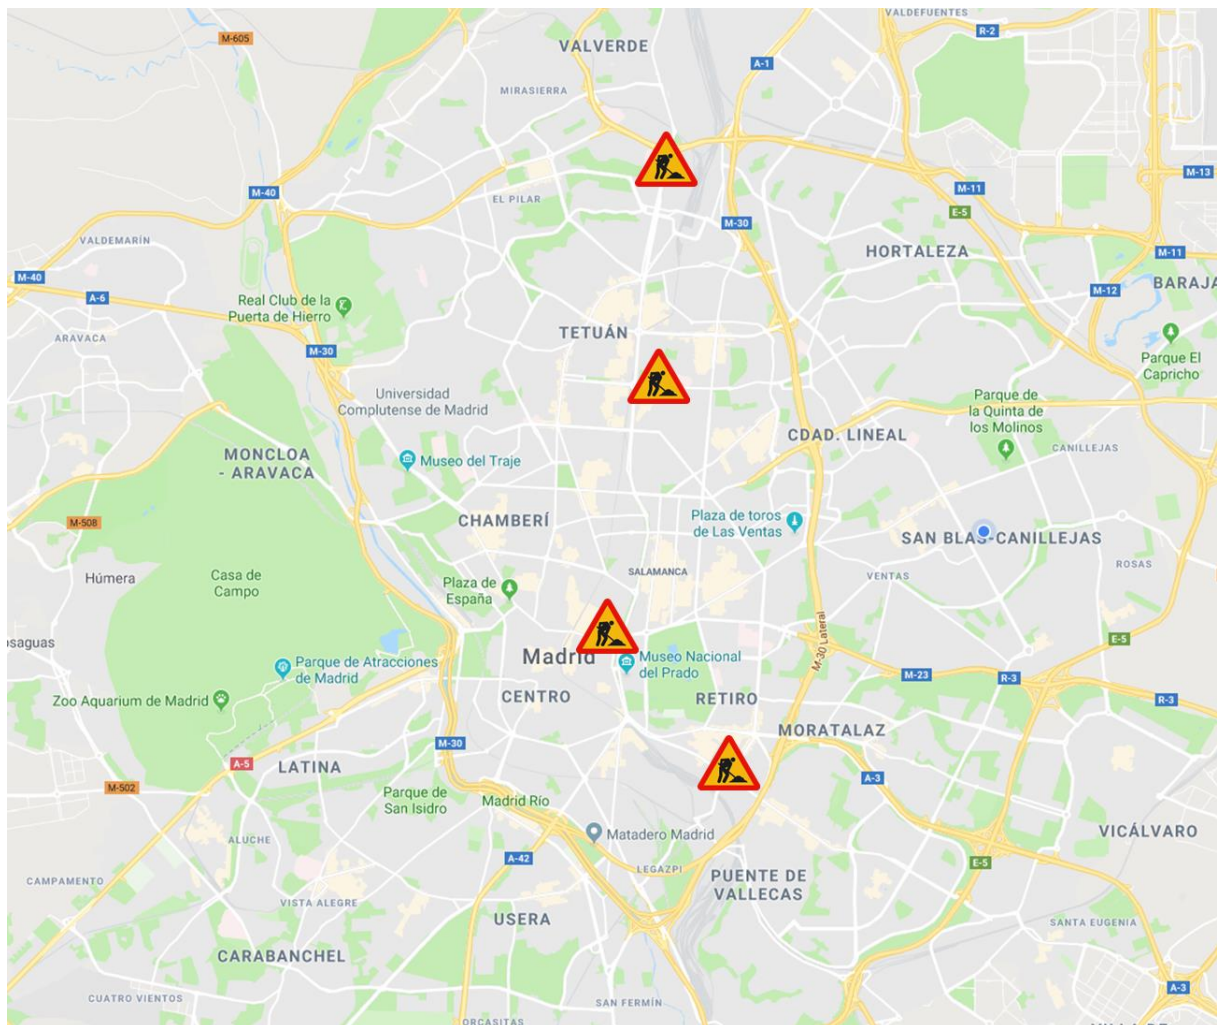 VALDEFUENTES
M-605
R-2
VALVERDE
A-1
MIRASIERRA
M-13
M-40
EL PILAR
M-11
E-5
M-30
VALDEMARÍN
HORTALEZA
M-11
M-40
A-6
M-12
BARAJA
Real Club de la
Puerta de Hierro
TETUÁN
ARAVACA
M-30
Parque El
Capricho
Universidad
Complutense de Madrid
Parque de
la Quinta de
los Molinos
CDAD. LINEAL
CANILLEJAS
MONCLOA
- ARAVACA
Museo del Traje
M-508
CHAMBERÍ
Plaza de toros
de Las Ventas
SAN BLAS-CANILLEJAS
ROSAS
Húmera
Casa de
Campo
Plaza de
España
SALAMANCA
VENTAS
M-30 Lateral
E-5
osaguas
Madrid
Museo Nacional
del Prado
Parque de Atracciones
de Madrid
M-23
R-3
R-3
Zoo Aquarium de Madrid
CENTRO
RETIRO
MORATALAZ
M-30
A-5
LATINA
A-3
M-502
Parque de
San Isidro
Madrid Río
Matadero Madrid
VICÁLVARO
ALUCHE
A-42
LEGAZPI
E-5
CAMPAMENTO
PUENTE DE
VALLECAS
VISTA ALEGRE
USERA
SANTA EUGENIA
CARABANCHEL
A-3
CUATRO VIENTOS
SAN FERMÍN
ORCASITAS